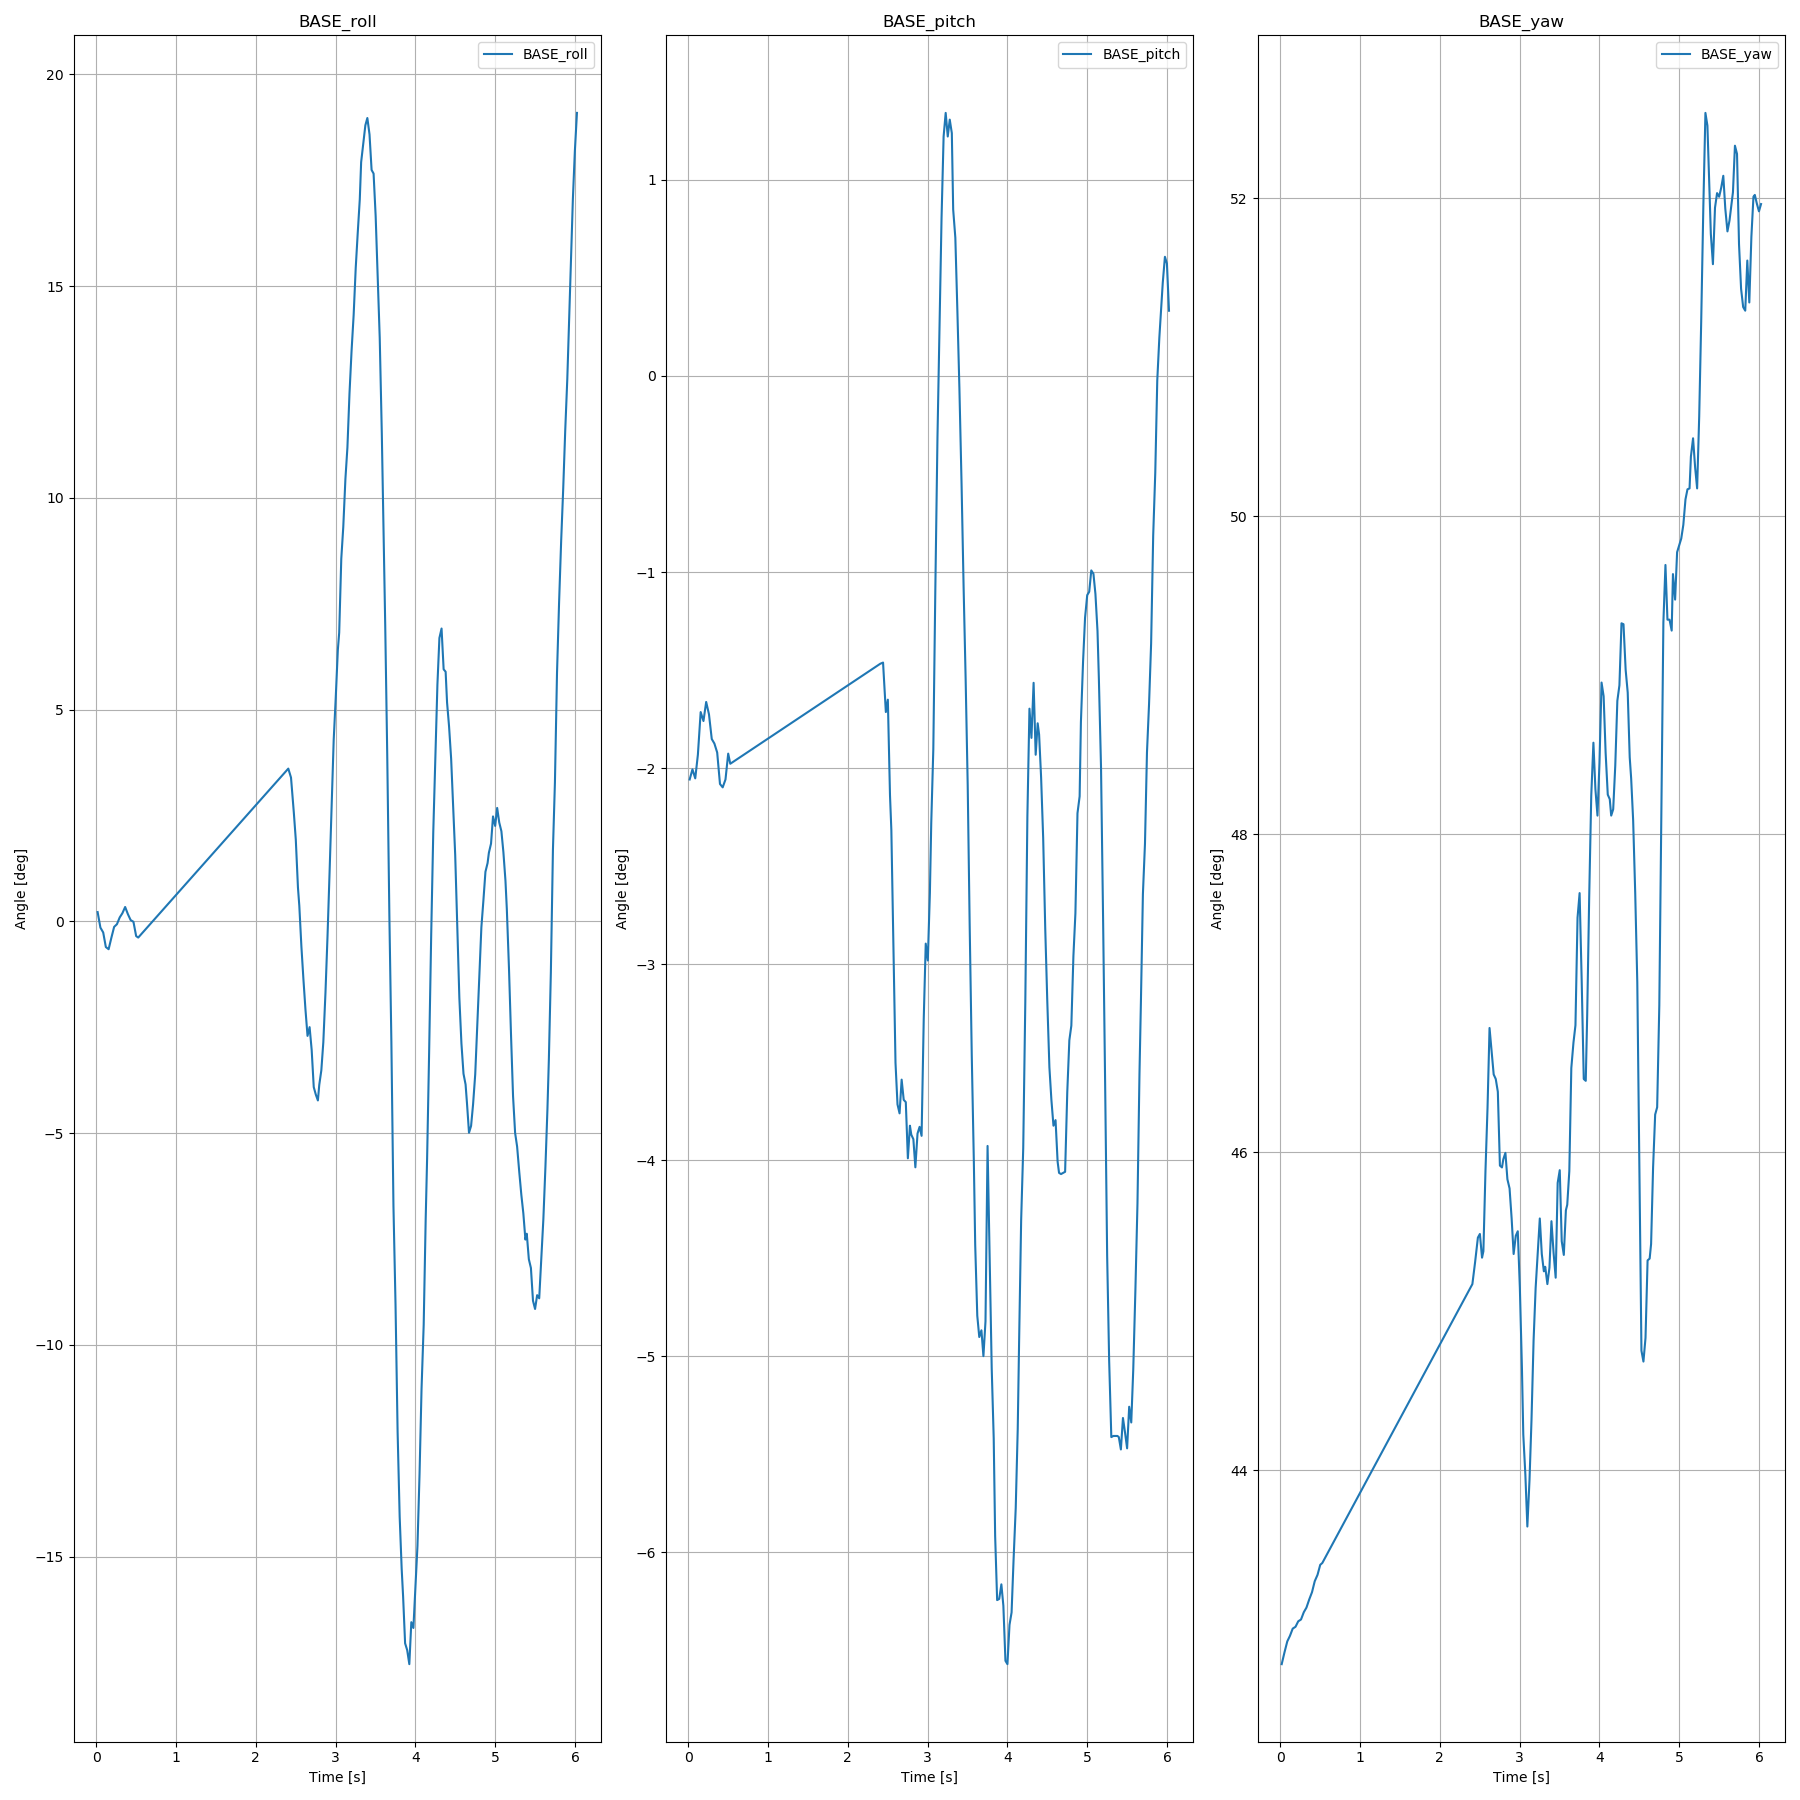 BASE_roll
BASE_roll
20
15
10
5
0
−5
−10
−15
0 1 2 3 4 5 6
Angle [deg]
Time [s]
BASE_pitch
BASE_pitch
1
0
−1
−2
−3
−4
−5
−6
0 1 2 3 4 5 6
Angle [deg]
Time [s]
BASE_yaw
BASE_yaw
52
50
48
46
44
0 1 2 3 4 5 6
Angle [deg]
Time [s]